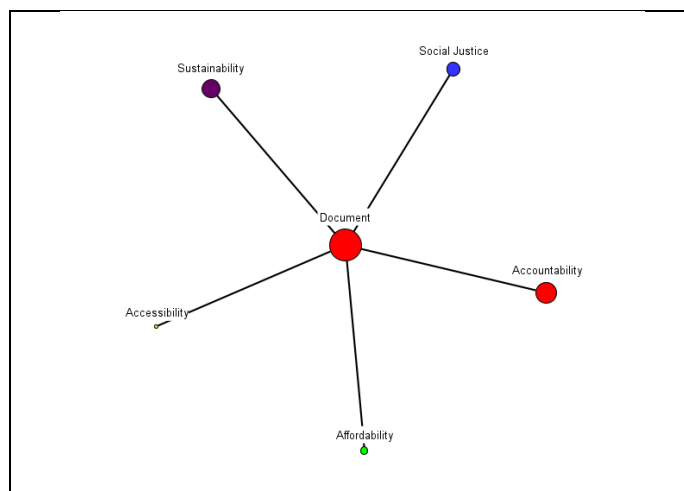 Social Justice
Sustainability
Document
Accountability
Accessibility
Affordability